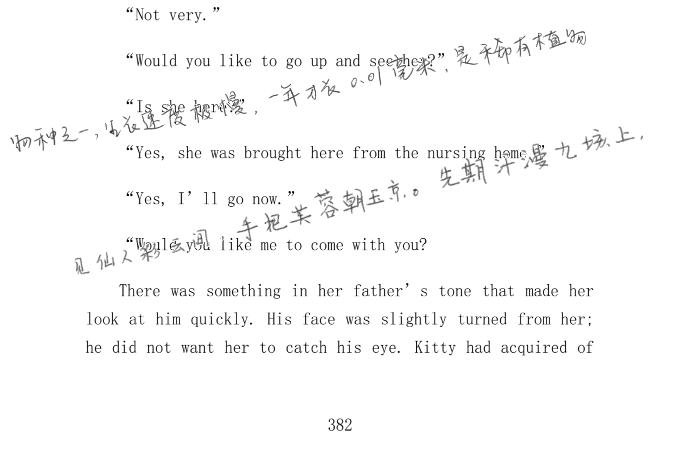 “Not very.”
“Would you like to go up and see her?”
物种之一,生长速度极慢,一年才长0.01毫米,是稀有植物
“Is she here?”
“Yes, she was brought here from the nursing home.”
“Yes, I’ll go now.”
见仙人彩云间,手把芙蓉朝玉京。先期汗漫九垓上,
“Would you like me to come with you?
There was something in her father’s tone that made her
look at him quickly. His face was slightly turned from her;
he did not want her to catch his eye. Kitty had acquired of
382